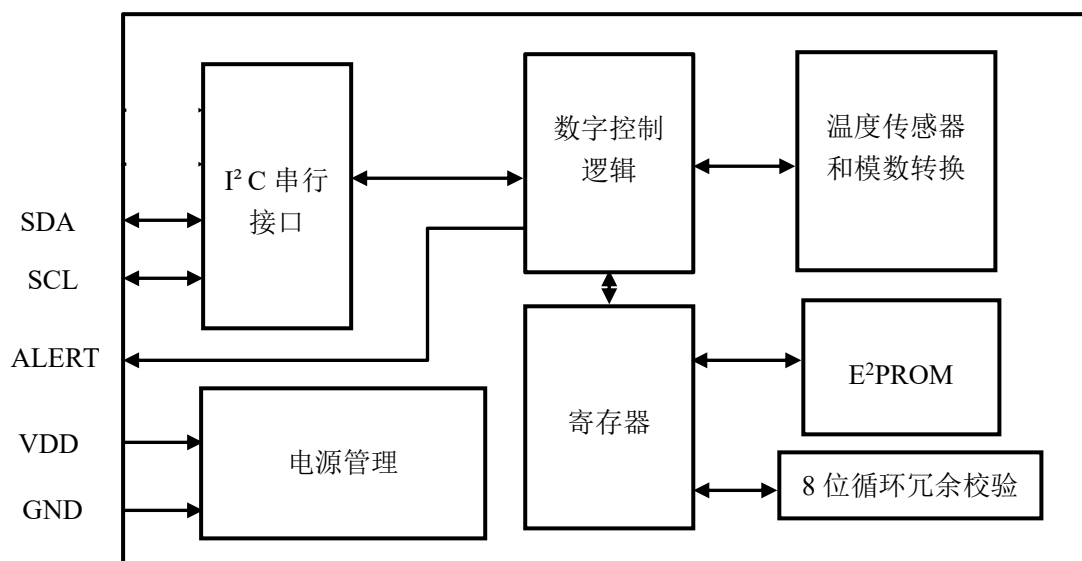 数字控制
逻辑
温度传感器
和模数转换
I² C 串行
接口
SDA
SCL
ALERT
E²PROM
寄存器
VDD
电源管理
8 位循环冗余校验
GND